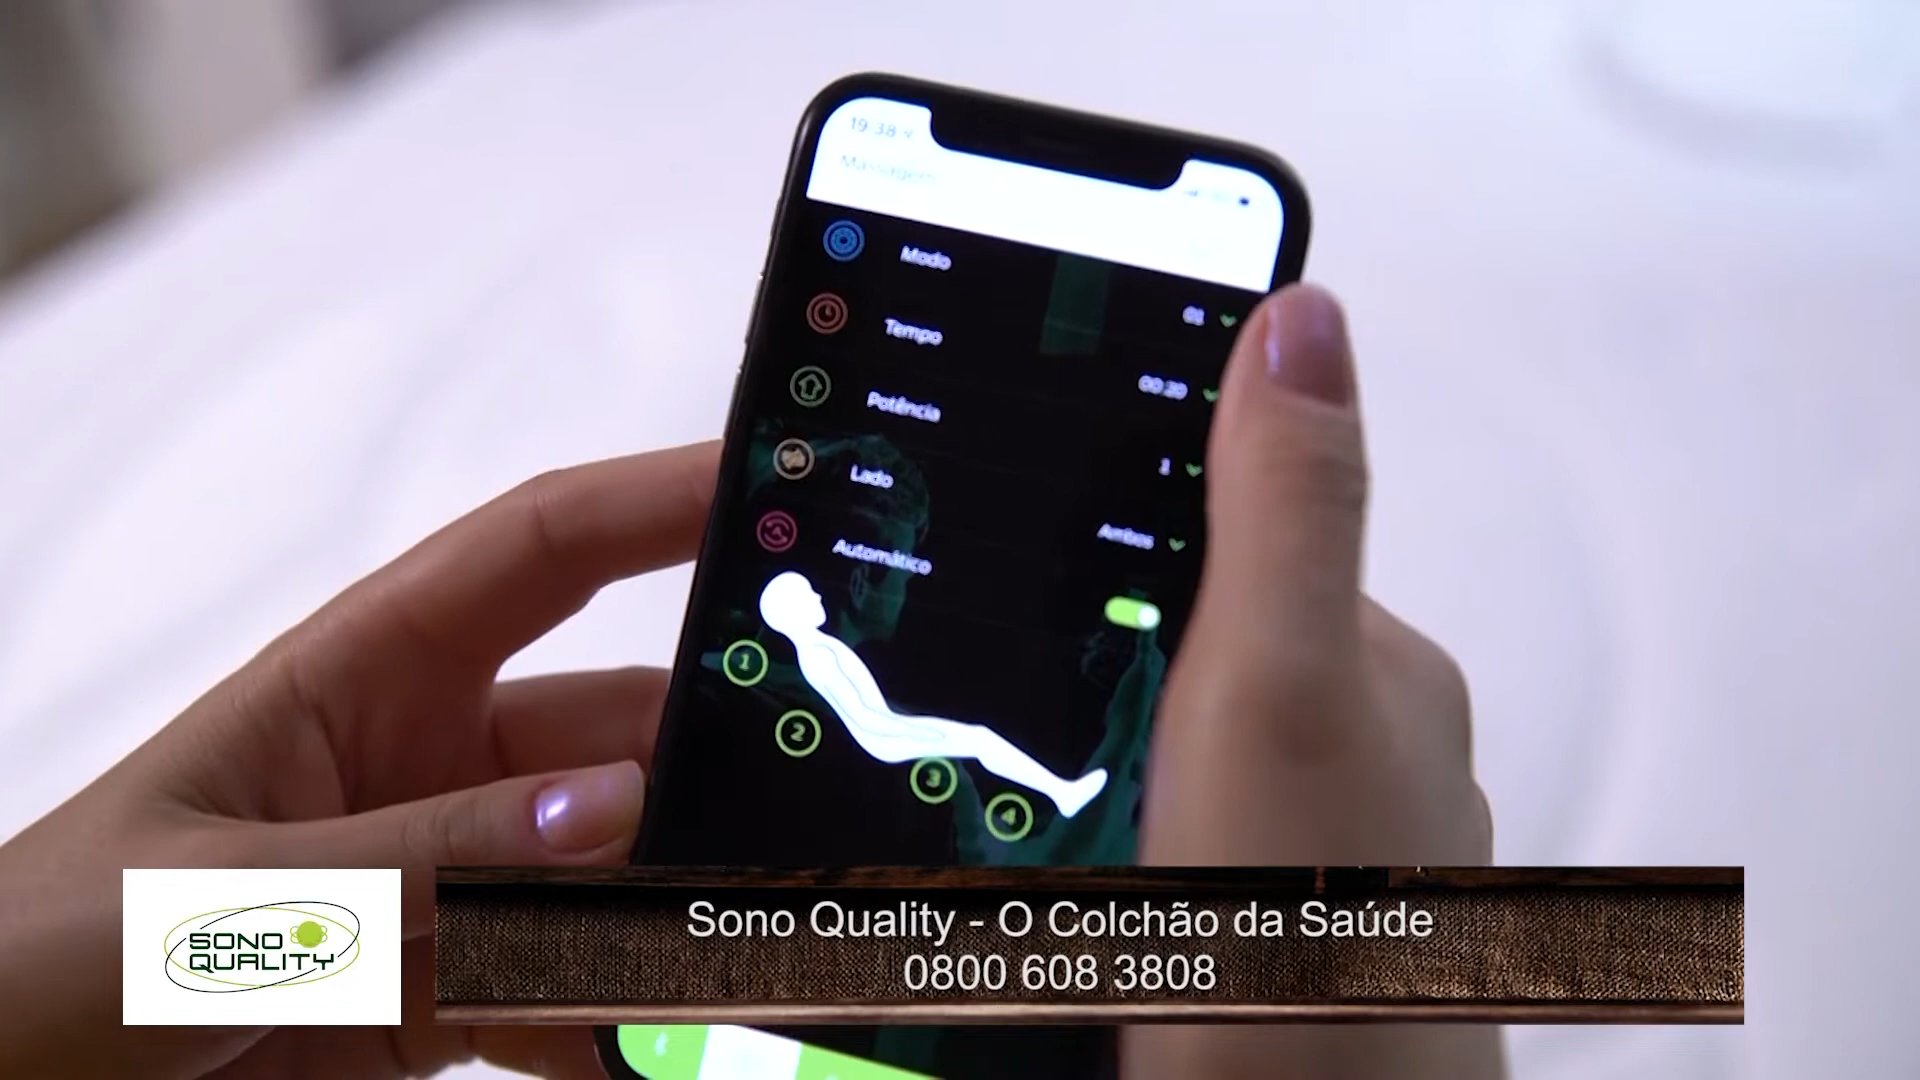 19:38
Massagem
Modo
01
Tempo
00:20
Potência
1
Lado
Ambos
Automático
1
2
3
4
SONO
QUALITY
Sono Quality - O Colchão da Saúde
0800 608 3808